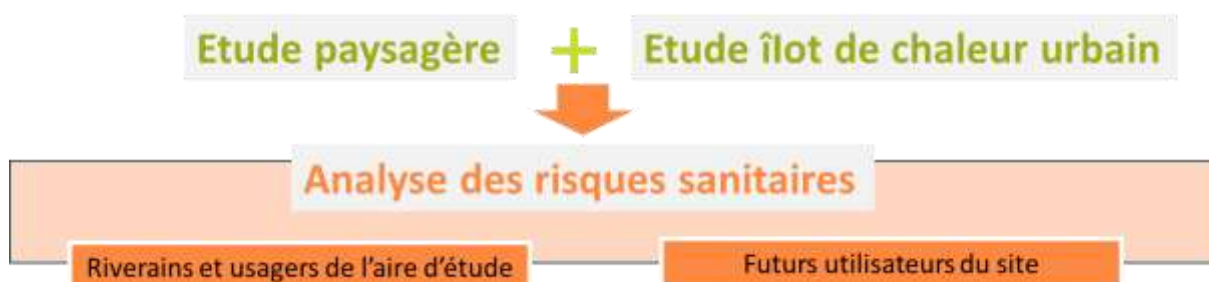 Etude paysagère + Etude îlot de chaleur urbain
Analyse des risques sanitaires
Riverains et usagers de l'aire d'étude
Futurs utilisateurs du site